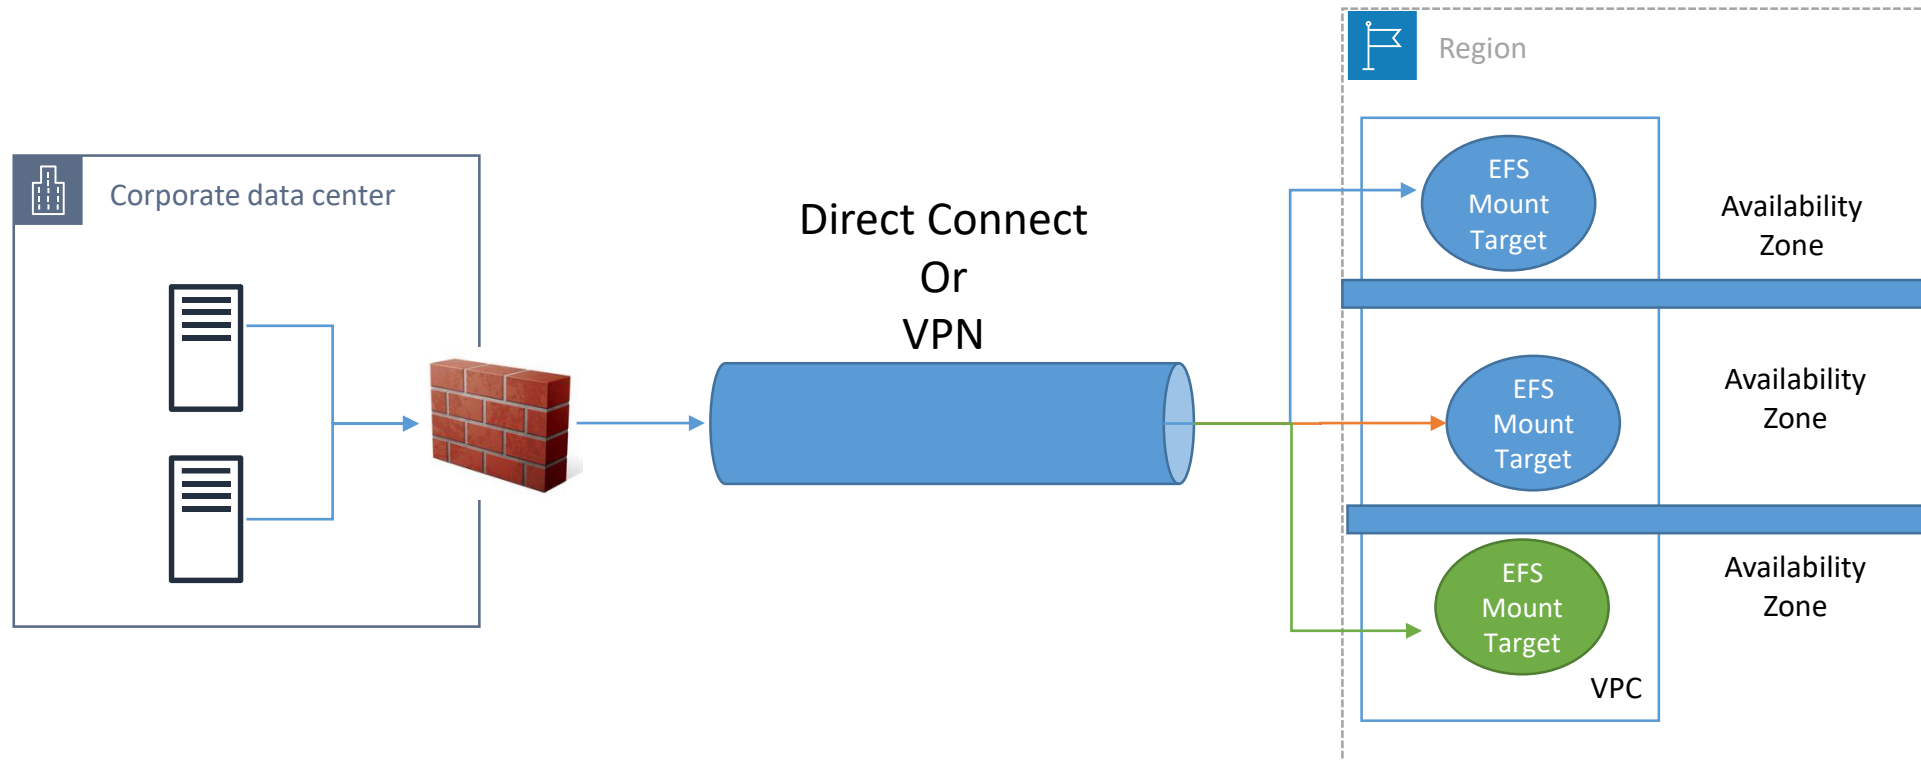 Corporate data center
Direct Connect
Or
VPN
Region
EFS
Mount
Target
Availability
Zone
EFS
Mount
Target
Availability
Zone
EFS
Mount
Target
Availability
Zone
VPC